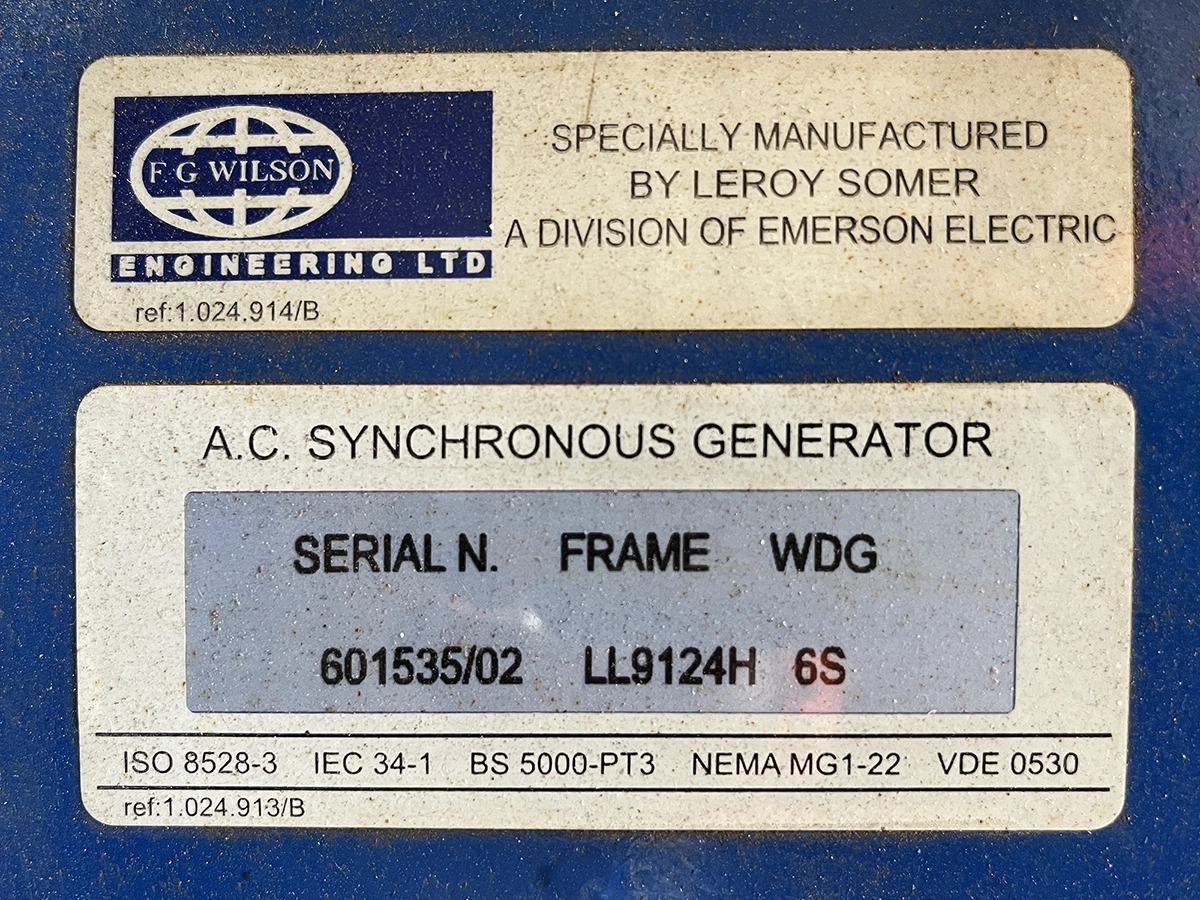 F G WILSON
ENGINEERING LTD
ref:1.024.914/B
SPECIALLY MANUFACTURED
BY LEROY SOMER
A DIVISION OF EMERSON ELECTRIC
A.C. SYNCHRONOUS GENERATOR
SERIAL N. FRAME WDG
601535/02 LL9124H 6S
ISO 8528-3 IEC 34-1 BS 5000-PT3 NEMA MG1-22 VDE 0530
ref:1.024.913/B